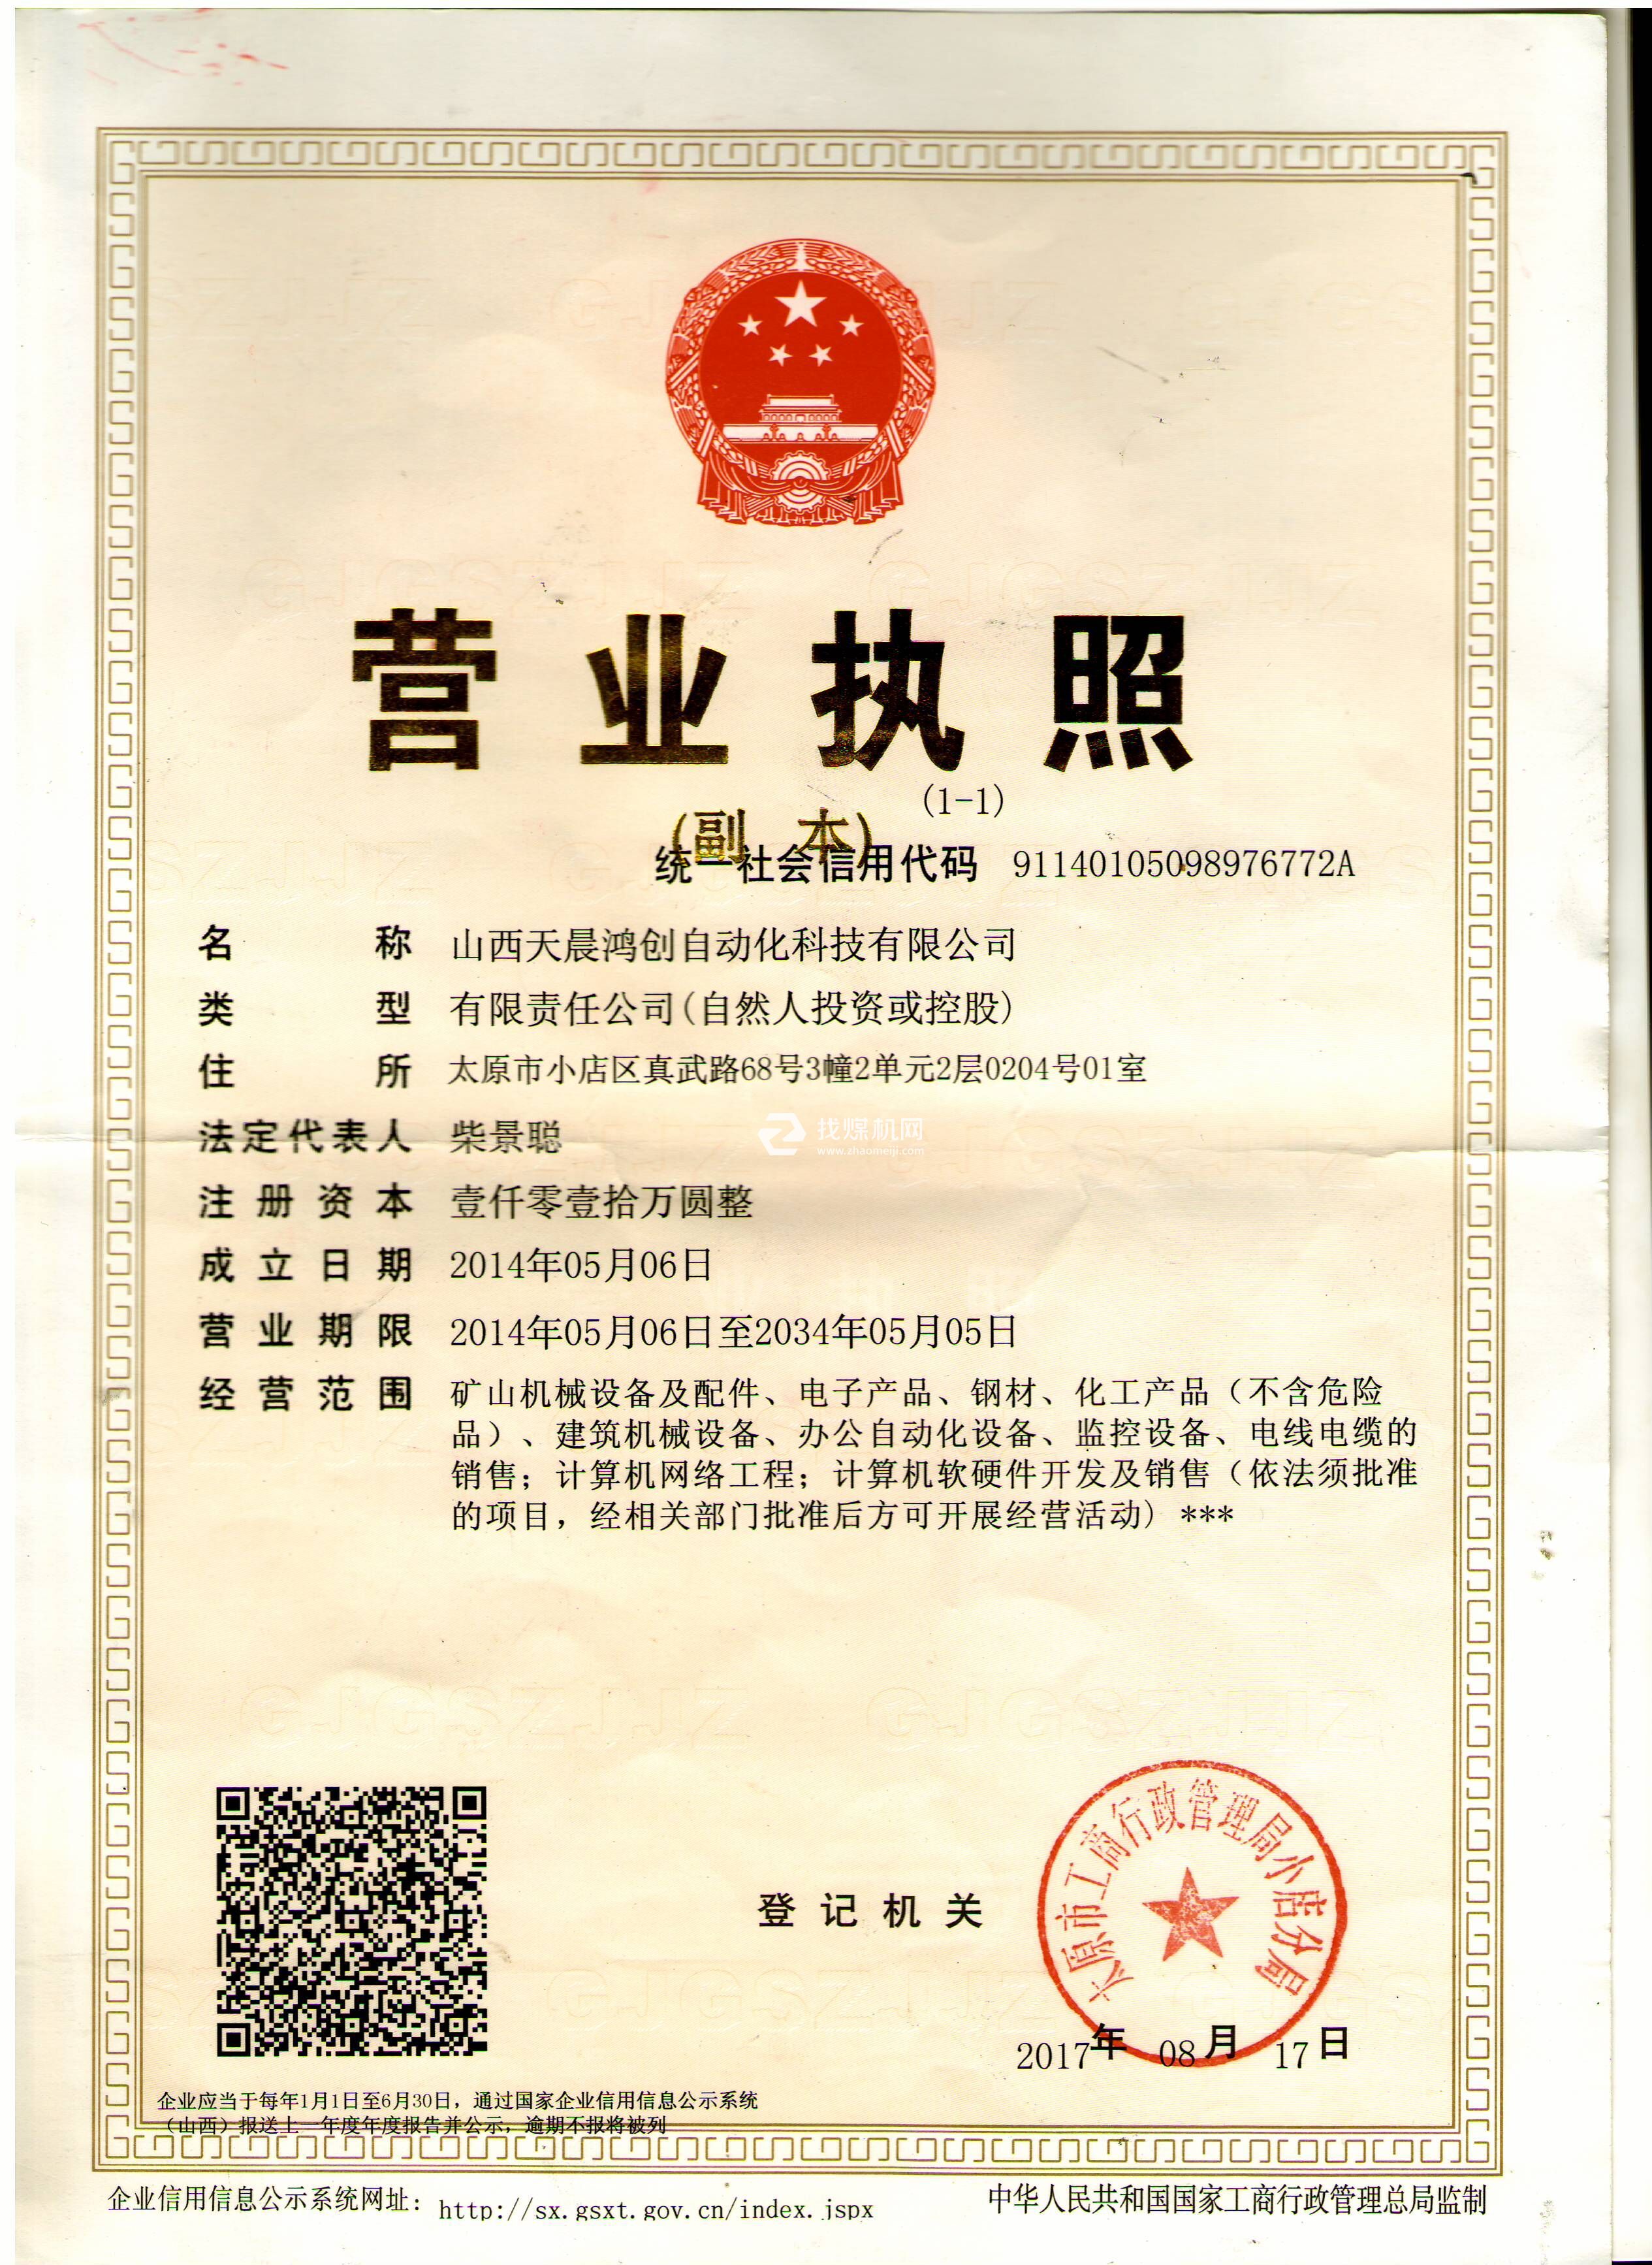 营业执照
(1-1)
(副 本)
统一社会信用代码 91140105098976772A
名 称 山西天晨鸿创自动化科技有限公司
类 型 有限责任公司(自然人投资或控股)
住 所 太原市小店区真武路68号3幢2单元2层0204号01室
法定代表人 柴景聪
找煤机网
www.zhaomeiji.com
注册资本 壹仟零壹拾万圆整
成立日期 2014年05月06日
营业期限 2014年05月06日至2034年05月05日
经营范围 矿山机械设备及配件、电子产品、钢材、化工产品（不含危险
品）、建筑机械设备、办公自动化设备、监控设备、电线电缆的
销售；计算机网络工程；计算机软硬件开发及销售（依法须批准
的项目，经相关部门批准后方可开展经营活动）***
太原市工商行政管理局小店分局
登记机关
2017年 08月 17日
企业应当于每年1月1日至6月30日，通过国家企业信用信息公示系统
（山西）报送上一年度年度报告并公示，逾期不报将被列
企业信用信息公示系统网址：http://sx.gsxt.gov.cn/index.jspx
中华人民共和国国家工商行政管理总局监制